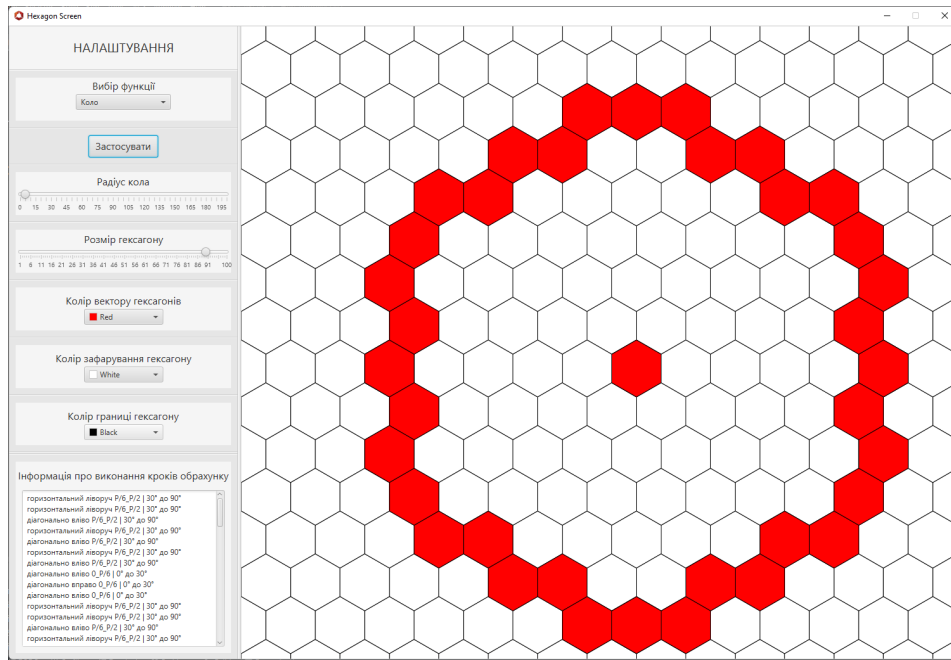 Hexagon Screen
НАЛАШТУВАННЯ
Вибір функції
Коло
Застосувати
Радіус кола
0 15 30 45 60 75 90 105 120 135 150 165 180 195
Розмір гексагону
1 6 11 16 21 26 31 36 41 46 51 56 61 66 71 76 81 86 91 100
Колір вектору гексагонів
Red
Колір зафарування гексагону
White
Колір границі гексагону
Black
Інформація про виконання кроків обрахунку
горизонтальний ліворуч P/6_P/2 | 30° до 90°
горизонтальний ліворуч P/6_P/2 | 30° до 90°
діагонально вліво P/6_P/2 | 30° до 90°
горизонтальний ліворуч P/6_P/2 | 30° до 90°
діагонально вліво P/6_P/2 | 30° до 90°
горизонтальний ліворуч P/6_P/2 | 30° до 90°
діагонально вліво P/6_P/2 | 30° до 90°
діагонально вліво 0_P/6 | 0° до 30°
діагонально вправо 0_P/6 | 0° до 30°
діагонально вліво 0_P/6 | 0° до 30°
горизонтальний ліворуч P/6_P/2 | 30° до 90°
горизонтальний ліворуч P/6_P/2 | 30° до 90°
діагонально вліво P/6_P/2 | 30° до 90°
горизонтальний ліворуч P/6_P/2 | 30° до 90°